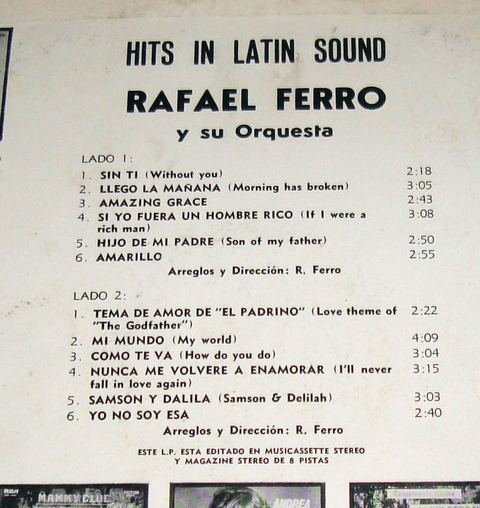 HITS IN LATIN SOUND
RAFAEL FERRO
y su Orquesta
LADO 1:
1. SIN TI (Without you) 2:18
2. LLEGO LA MAÑANA (Morning has broken) 3:05
3. AMAZING GRACE 2:43
4. SI YO FUERA UN HOMBRE RICO (If I were a 3:08
rich man)
5. HIJO DE MI PADRE (Son of my father) 2:50
6. AMARILLO 2:55
Arreglos y Dirección: R. Ferro
LADO 2:
1. TEMA DE AMOR DE "EL PADRINO" (Love theme of 2:22
"The Godfather")
2. MI MUNDO (My world) 4:09
3. COMO TE VA (How do you do) 3:04
4. NUNCA ME VOLVERE A ENAMORAR (I'll never 3:15
fall in love again)
5. SAMSON Y DALILA (Samson & Delilah) 3:03
6. YO NO SOY ESA 2:40
Arreglos y Dirección: R. Ferro
ESTE L.P. ESTA EDITADO EN MUSICASSETTE STEREO
Y MAGAZINE STEREO DE 8 PISTAS
MAMMY BLUE
ANDREA